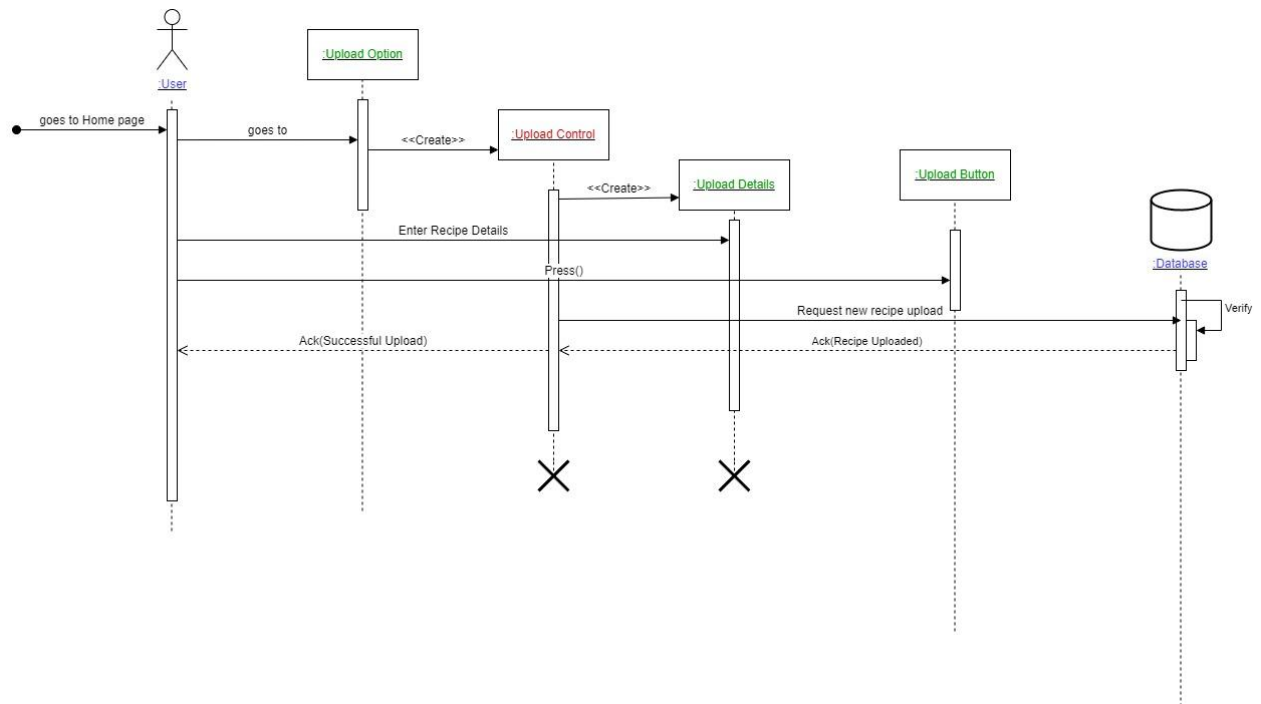 :Upload Option
:User
goes to Home page
goes to
<<Create>>
:Upload Control
:Upload Button
<<Create>>
:Upload Details
Enter Recipe Details
:Database
Press()
Request new recipe upload
Verify
Ack(Successful Upload)
Ack(Recipe Uploaded)